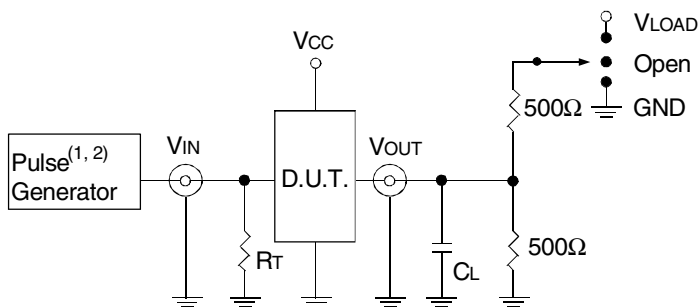 VLOAD
VCC
Open
500Ω
GND
Pulse(1, 2)
Generator
VIN
D.U.T.
VOUT
RT
CL
500Ω